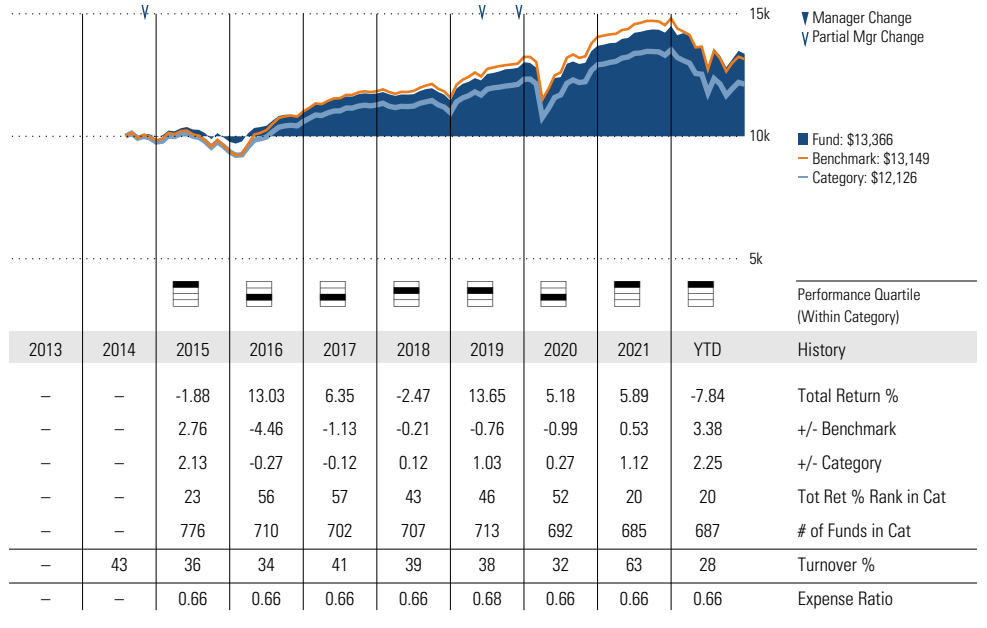 15k
▼ Manager Change
Partial Mgr Change
10k
Fund: $13,366
Benchmark: $13,149
Category: $12,126
5k
Performance Quartile
(Within Category)
2013 2014 2015 2016 2017 2018 2019 2020 2021 YTD History
– – -1.88 13.03 6.35 -2.47 13.65 5.18 5.89 -7.84 Total Return %
– – 2.76 -4.46 -1.13 -0.21 -0.76 -0.99 0.53 3.38 +/- Benchmark
– – 2.13 -0.27 -0.12 0.12 1.03 0.27 1.12 2.25 +/- Category
– – 23 56 57 43 46 52 20 20 Tot Ret % Rank in Cat
– – 776 710 702 707 713 692 685 687 # of Funds in Cat
– 43 36 34 41 39 38 32 63 28 Turnover %
– – 0.66 0.66 0.66 0.66 0.68 0.66 0.66 0.66 Expense Ratio